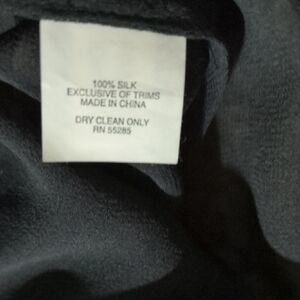 100% SILK
EXCLUSIVE OF TRIMS
MADE IN CHINA
DRY CLEAN ONLY
RN 55285